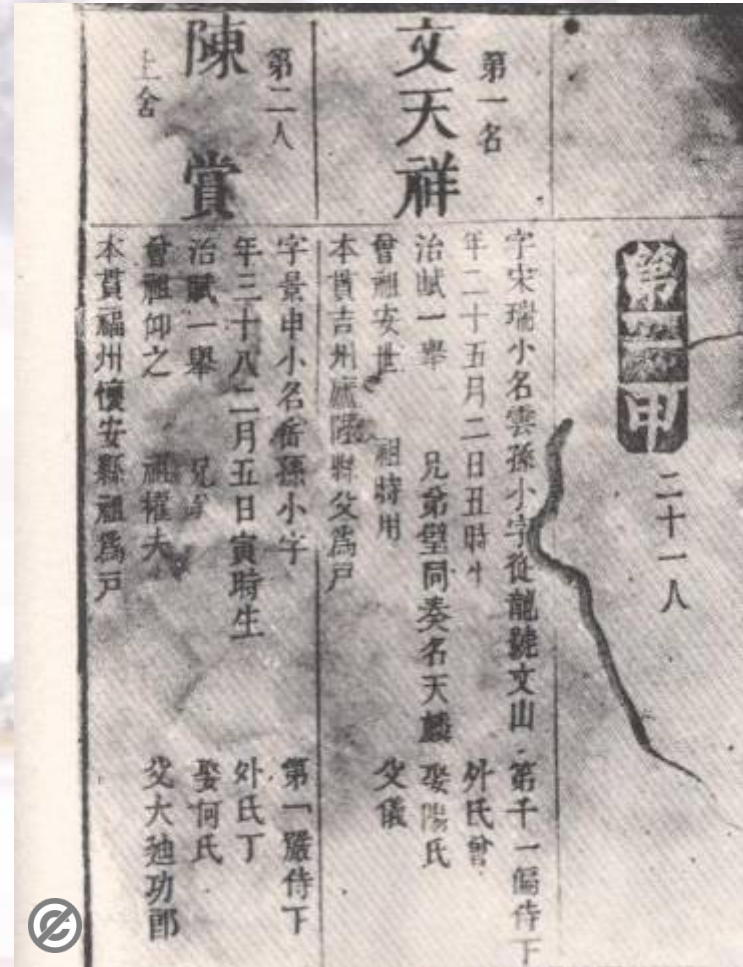 第一甲
二十一人
第一名
文天祥
字宋瑞小名雲孫小字從龍號文山 第千一偏侍下
年二十五月二日丑時生 外氏曾
治賦一舉 兄弟璧同奏名天麟 娶陽氏
曾祖安世 祖時用 父儀
本貫吉州廬陵縣父爲戶
第二人
陳賞
上舍
字景申小名 孫小字 第一嚴侍下
年三十八二月五日寅時生 外氏丁
治賦一舉 兄 娶何氏
曾祖仰之 祖權夫 父大 功郎
本貫福州懷安縣祖爲戶